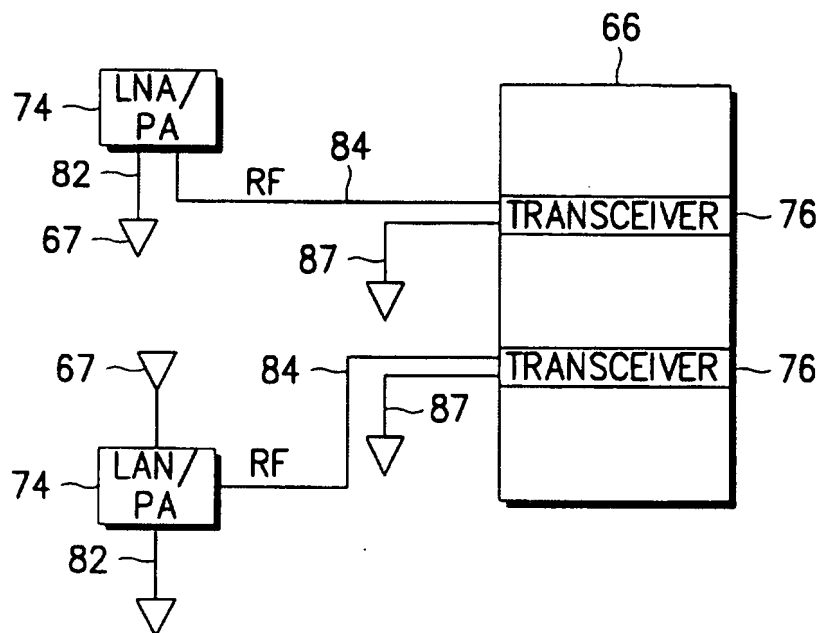 66
LNA/
PA
74
82
RF
84
TRANSCEIVER
76
67
87
67
84
TRANSCEIVER
76
87
LAN/
PA
74
RF
82